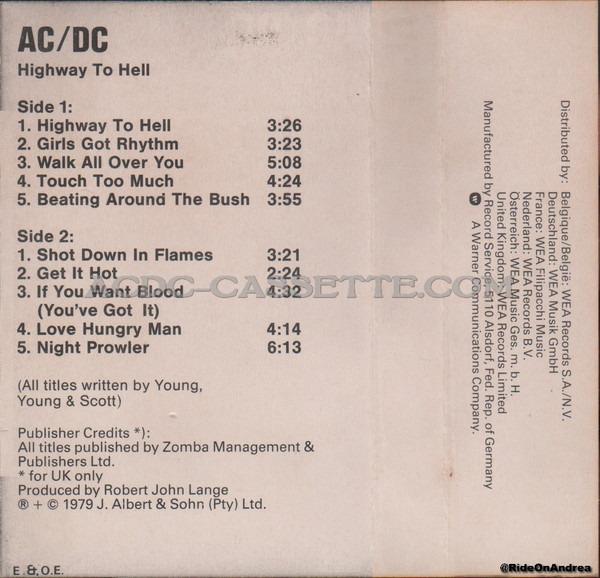 AC/DC
Highway To Hell
Side 1:
1. Highway To Hell 3:26
2. Girls Got Rhythm 3:23
3. Walk All Over You 5:08
4. Touch Too Much 4:24
5. Beating Around The Bush 3:55
Side 2:
1. Shot Down In Flames 3:21
2. Get It Hot 2:24
3. If You Want Blood 4:32
(You've Got It)
4. Love Hungry Man 4:14
5. Night Prowler 6:13
(All titles written by Young,
Young & Scott)
Publisher Credits *):
All titles published by Zomba Management &
Publishers Ltd.
* for UK only
Produced by Robert John Lange
℗ + © 1979 J. Albert & Sohn (Pty) Ltd.
E. & O.E.
Distributed by: Belgique/België: WEA Records S.A./N.V.
Deutschland: WEA Musik GmbH
France: WEA Filipacchi Music
Nederland: WEA Records B.V.
Österreich: WEA Music Ges. m. b. H.
United Kingdom: WEA Records Limited
Manufactured by Record Service, 5110 Alsdorf, Fed. Rep. of Germany
A Warner Communications Company.
ACDC-CASSETTE.COM
@RideOnAndrea